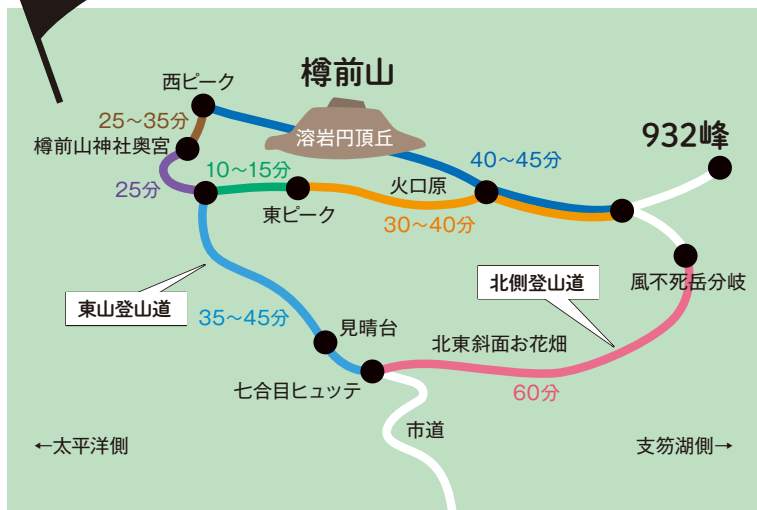 樽前山
西ピーク
25〜35分
溶岩円頂丘
樽前山神社奥宮
932峰
40〜45分
10〜15分
火口原
25分
東ピーク
30〜40分
風不死岳分岐
北側登山道
東山登山道
35〜45分
見晴台
北東斜面お花畑
七合目ヒュッテ
60分
市道
←太平洋側
支笏湖側→